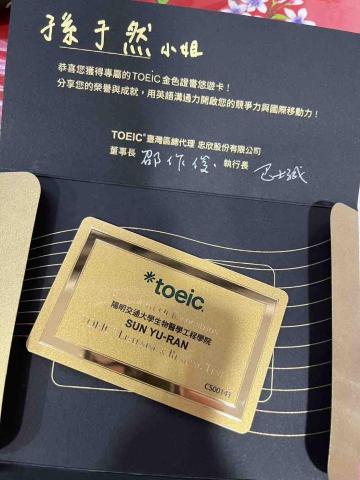 孫于然 小姐
恭喜您獲得專屬的TOEIC金色證書悠遊卡！
分享您的榮譽與成就，用英語溝通力開啟您的競爭力與國際移動力！
TOEIC®臺灣區總代理 忠欣股份有限公司
董事長 邵作俊 執行長
*toeic.
陽明交通大學生物醫學工程學院
SUN YU-RAN
TOEIC LISTENING & READING TEST
CS00143